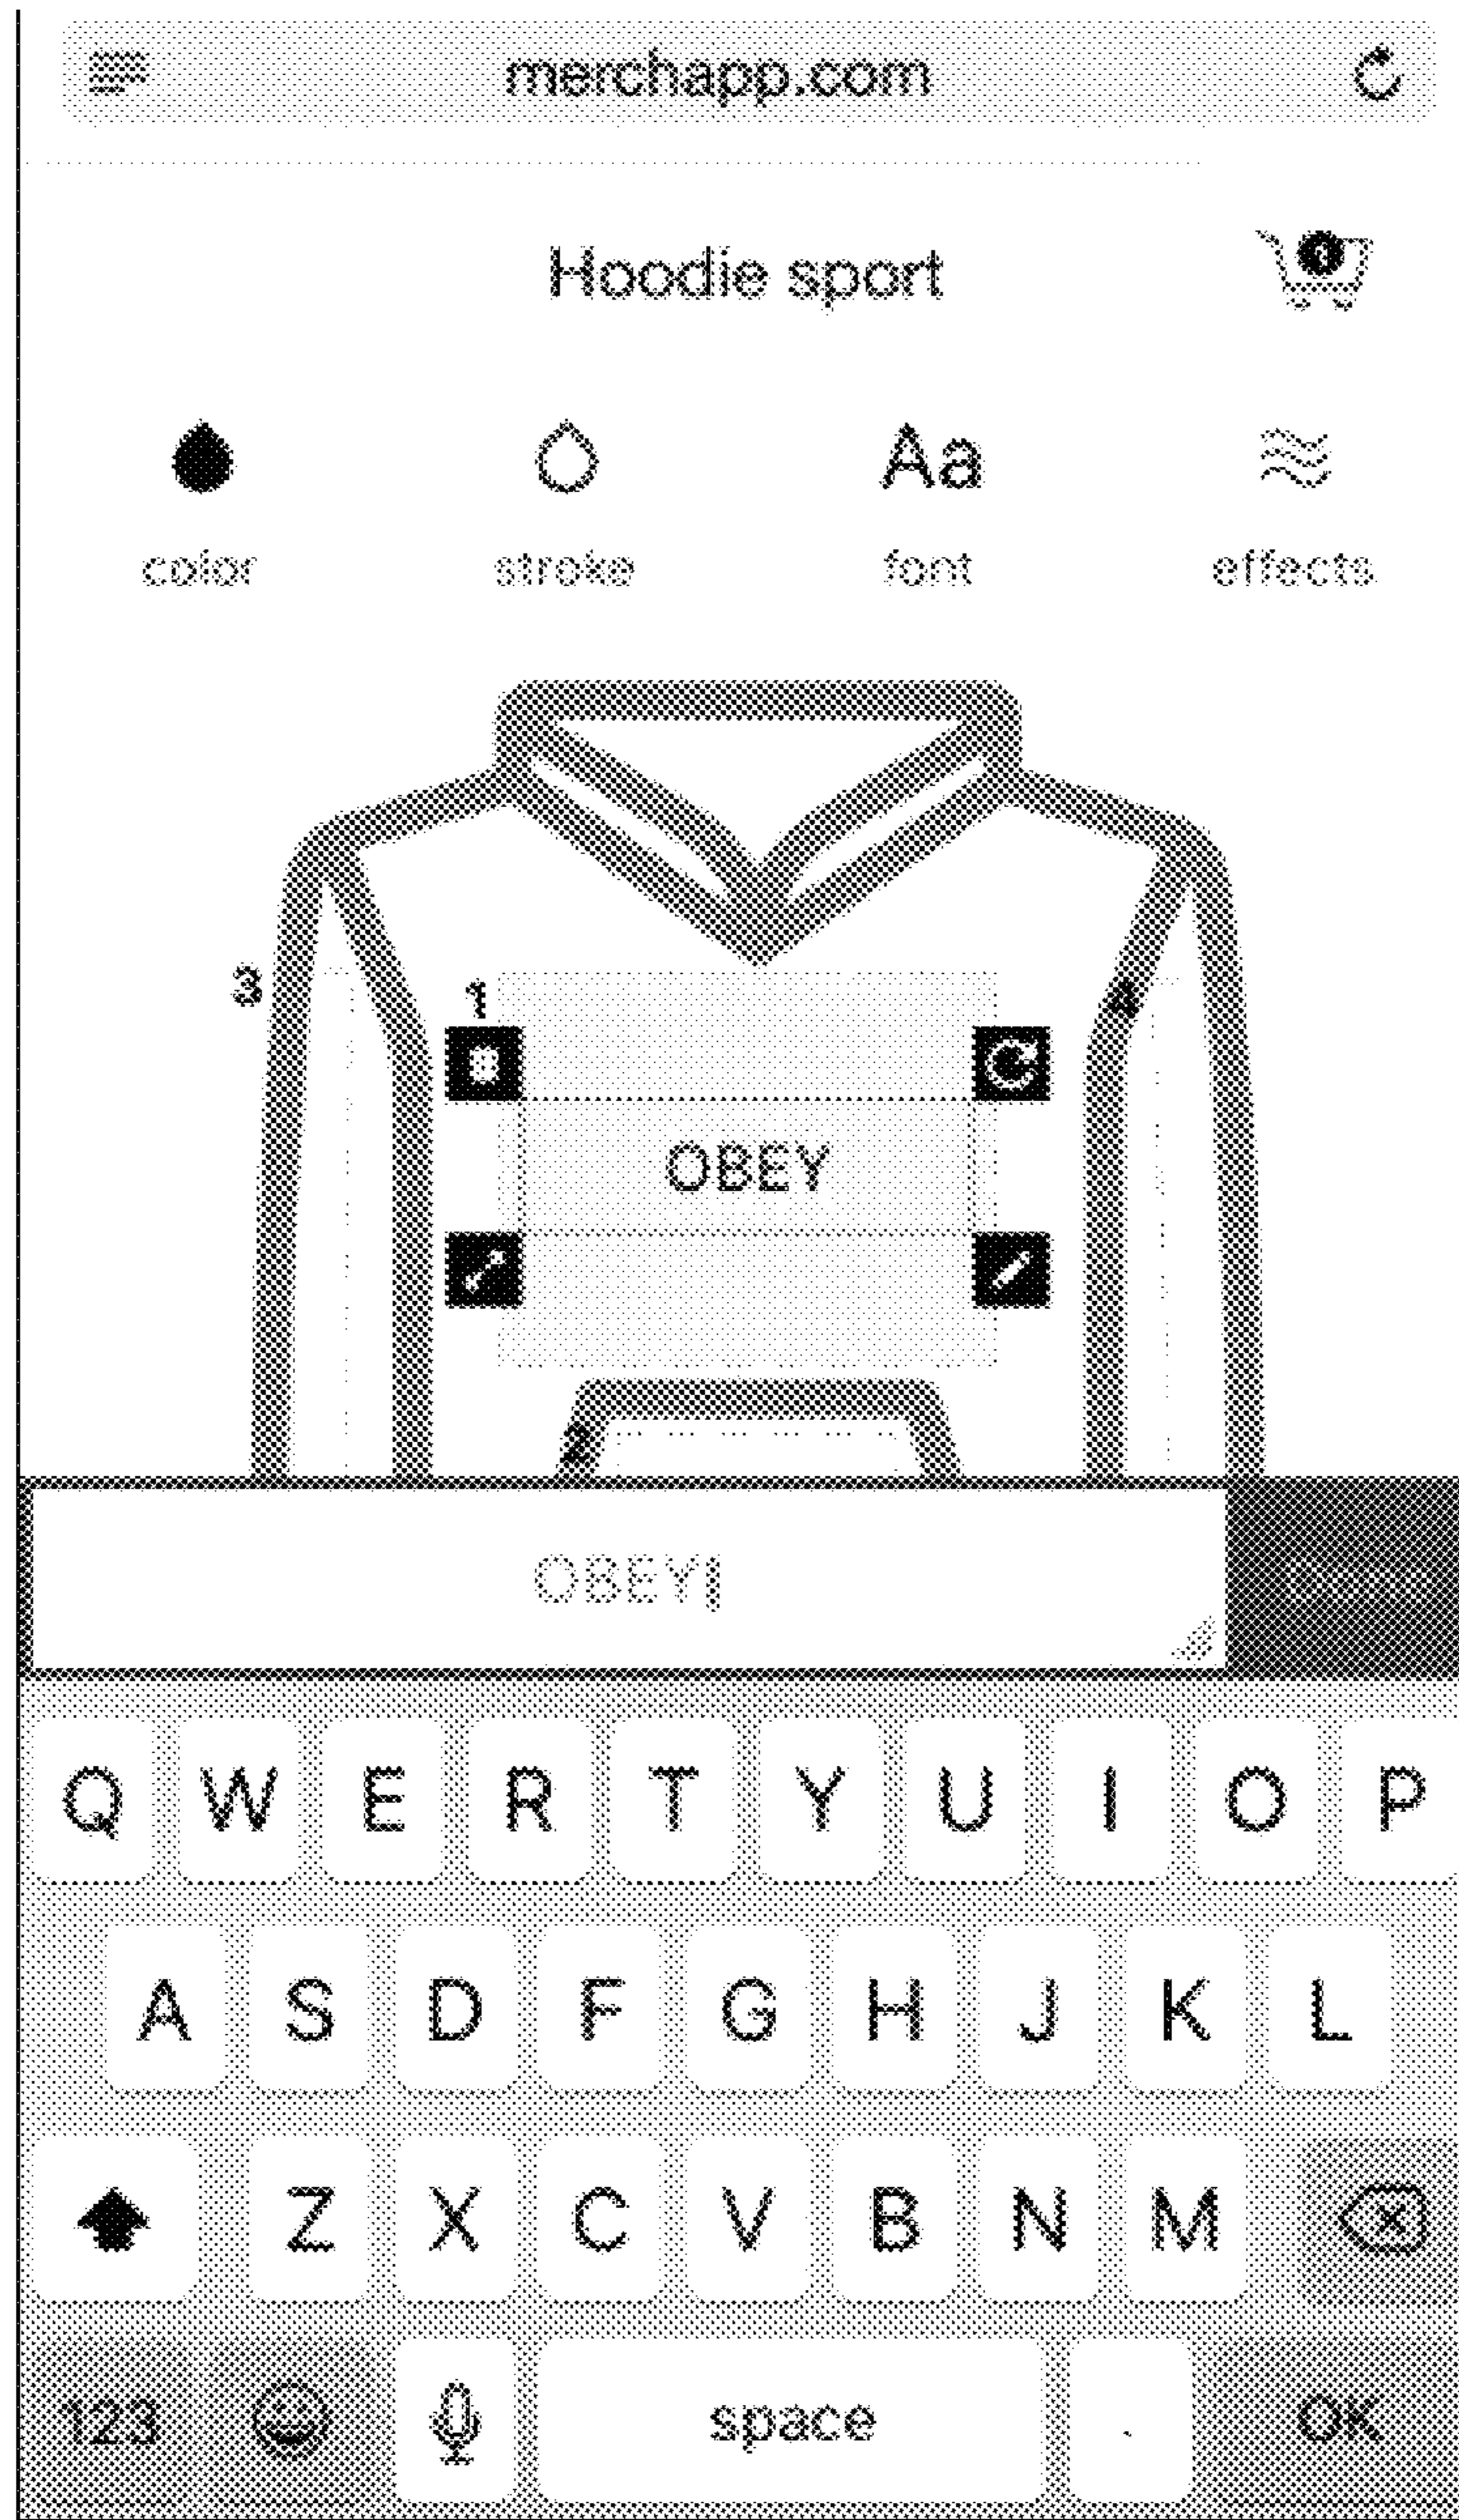 merchapp.com
Hoodie sport
Aa
color stroke font effects
3 1 4
OBEY
2
OBEY
Q W E R T Y U I O P
A S D F G H J K L
Z X C V B N M
123 space . OK